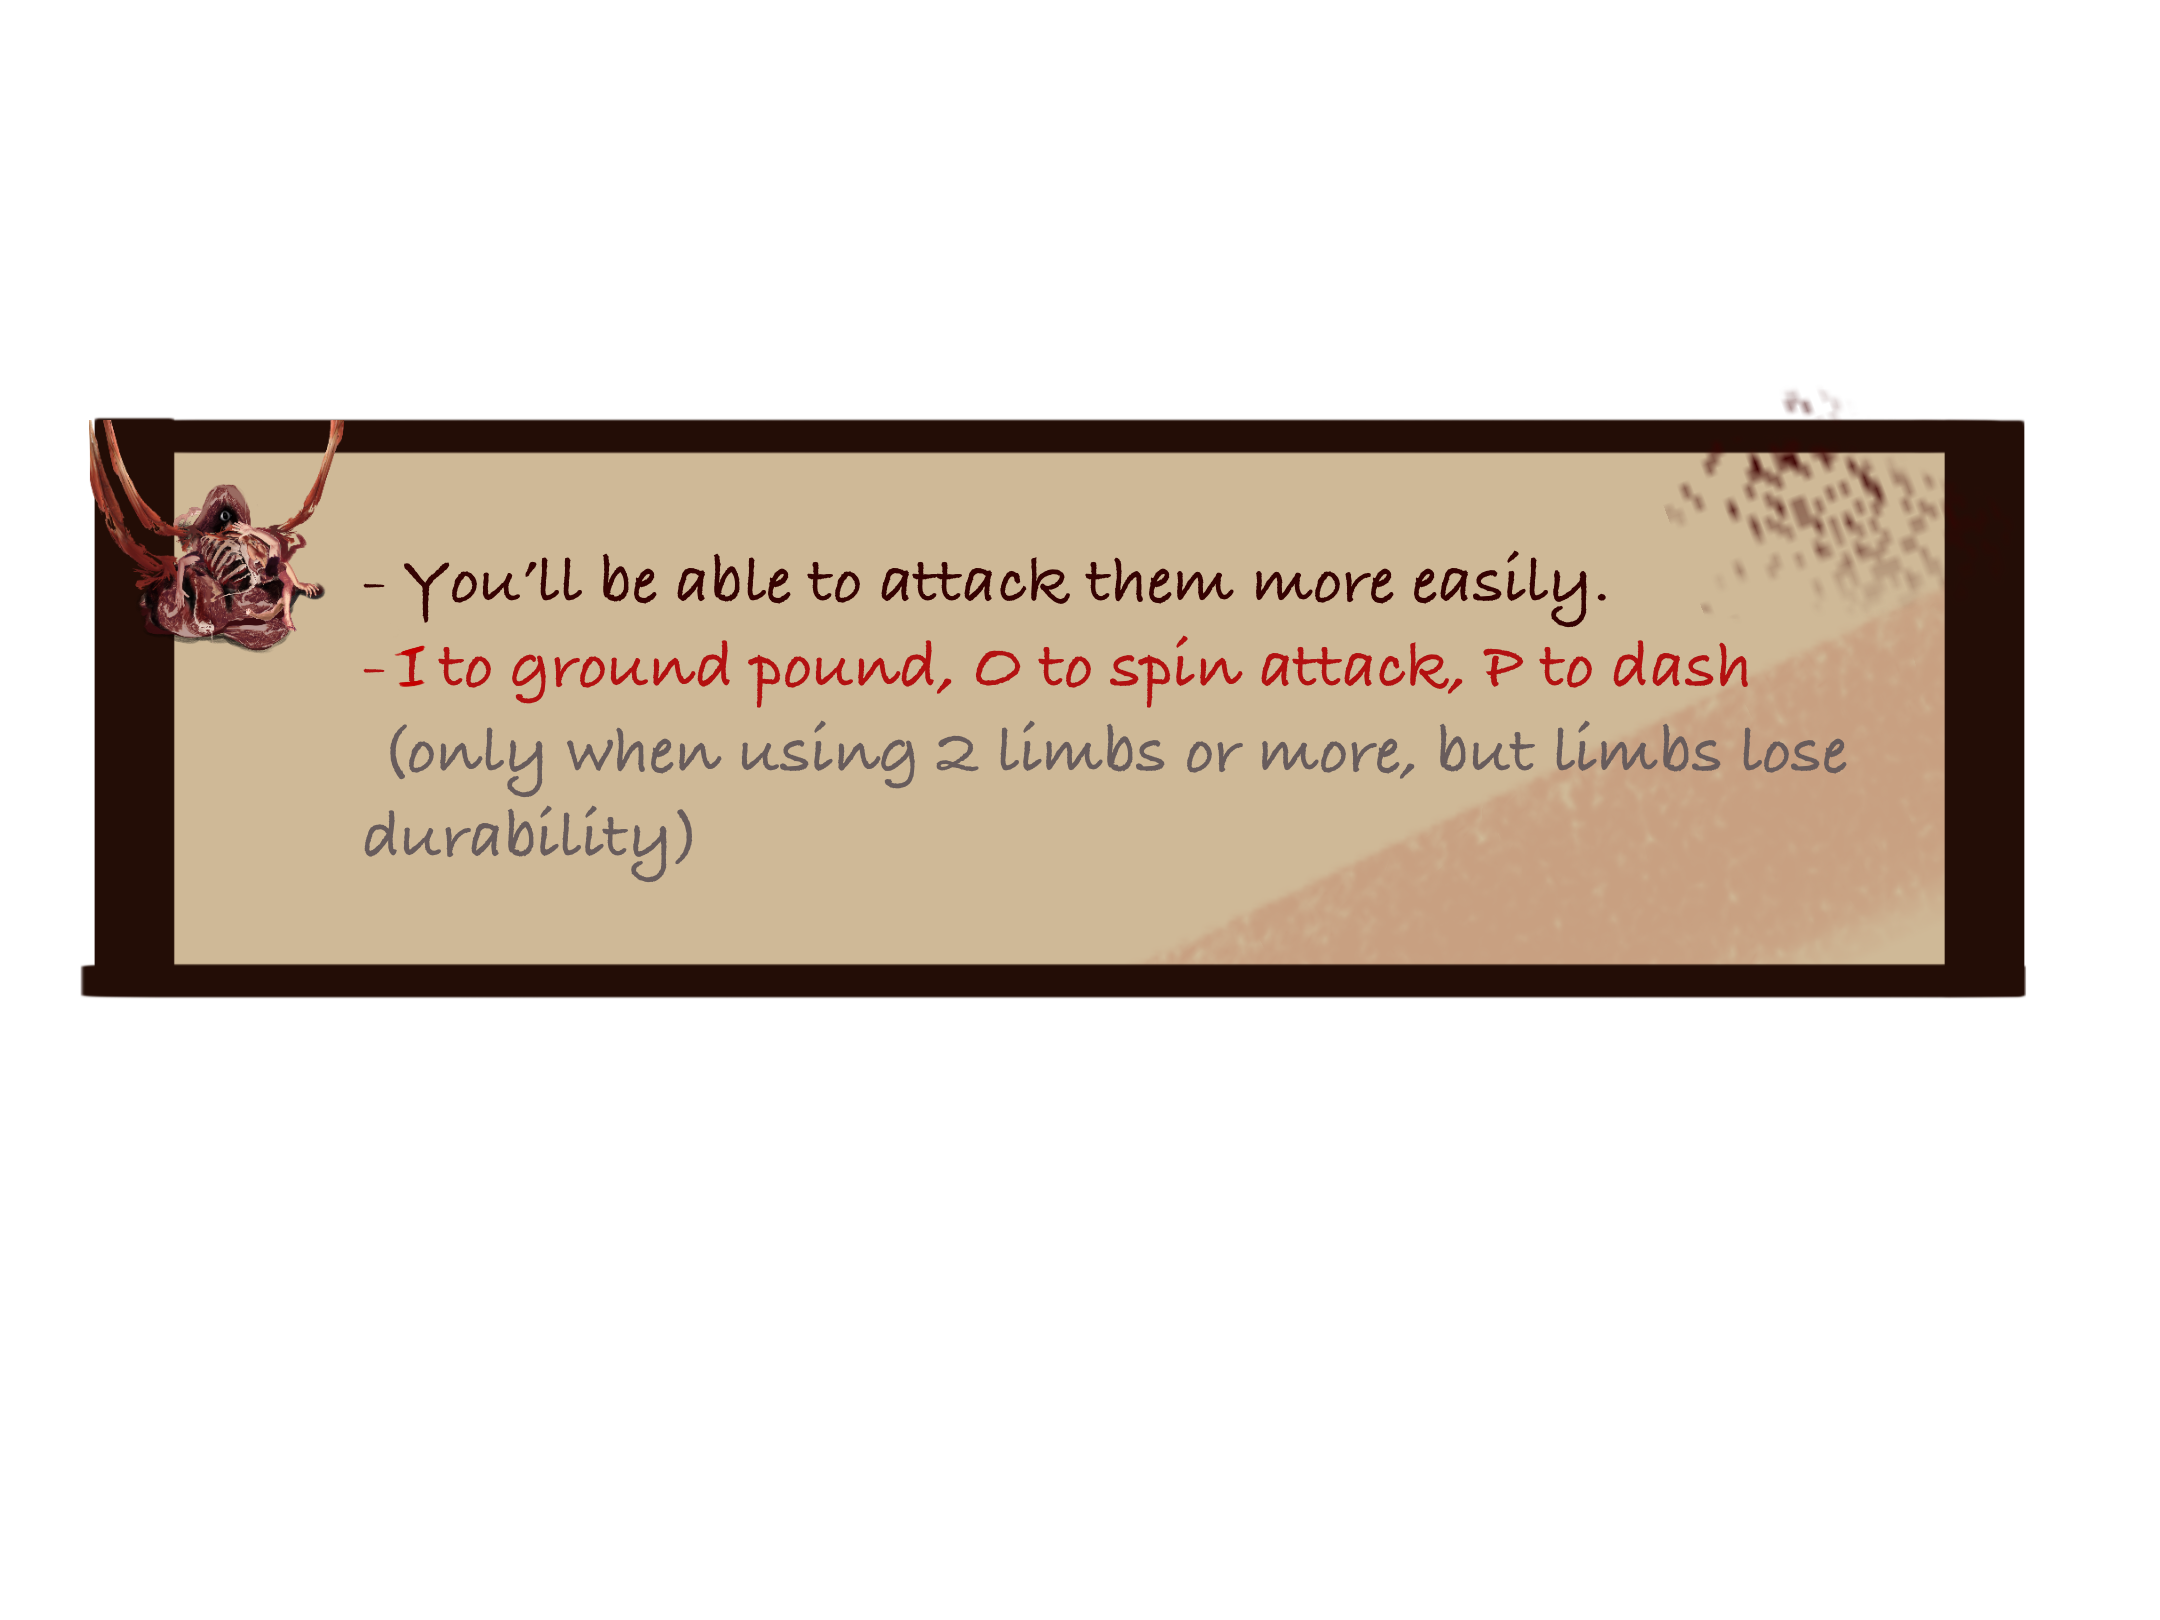 - You'll be able to attack them more easily.
- I to ground pound, O to spin attack, P to dash
(only when using 2 limbs or more, but limbs lose
durability)